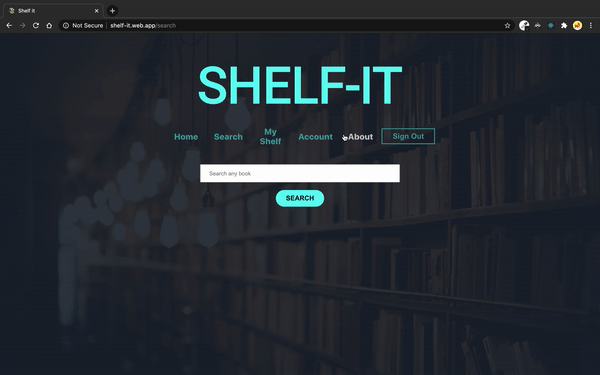 Shelf it
Not Secure
shelf-it.web.app/search
SHELF-IT
Home
Search
My
Shelf
Account
About
Sign Out
Search any book
SEARCH